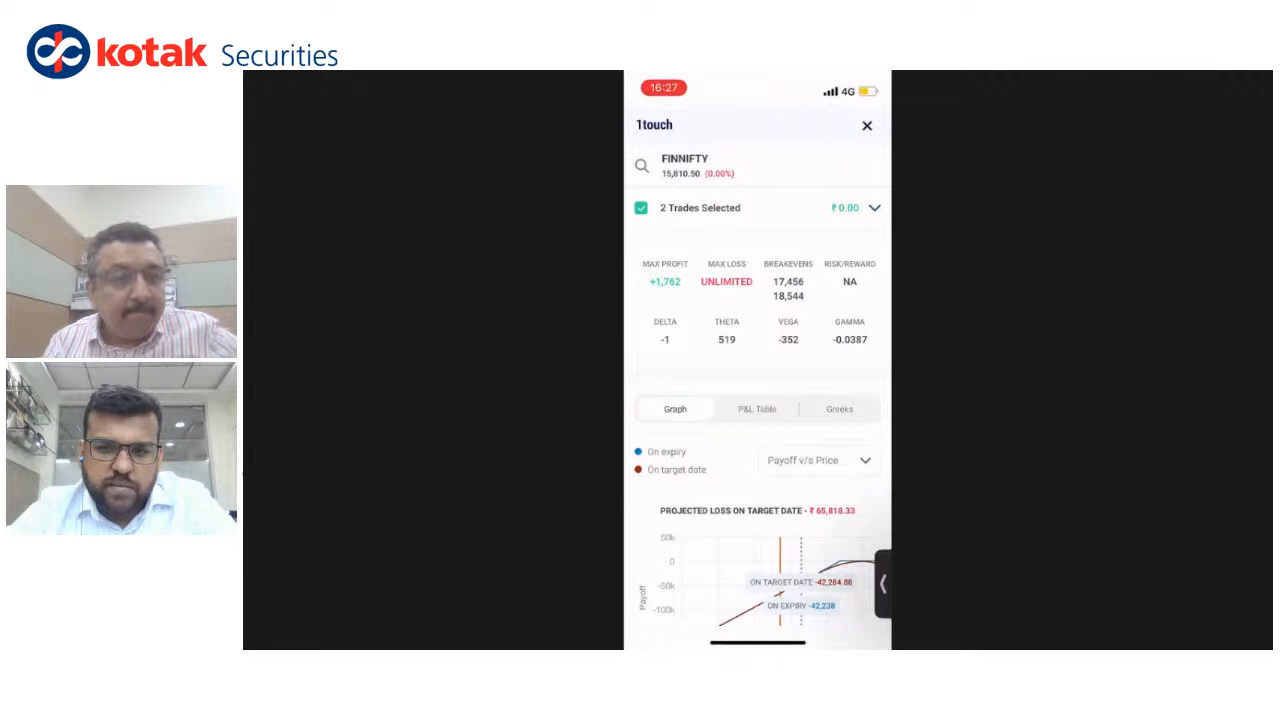 kotak Securities
16:27
4G
1touch
FINNIFTY
15,810.50 (0.00%)
2 Trades Selected ₹ 0.00
MAX PROFIT MAX LOSS BREAKEVENS RISK/REWARD
+1,762 UNLIMITED 17,456 NA
18,544
DELTA THETA VEGA GAMMA
-1 519 -352 -0.0387
Graph P&L Table Greeks
On expiry
On target date
Payoff v/s Price
PROJECTED LOSS ON TARGET DATE - ₹ 65,818.33
50k
0
-50k
-100k
Payoff
ON TARGET DATE -42,284.88
ON EXPIRY -42,238